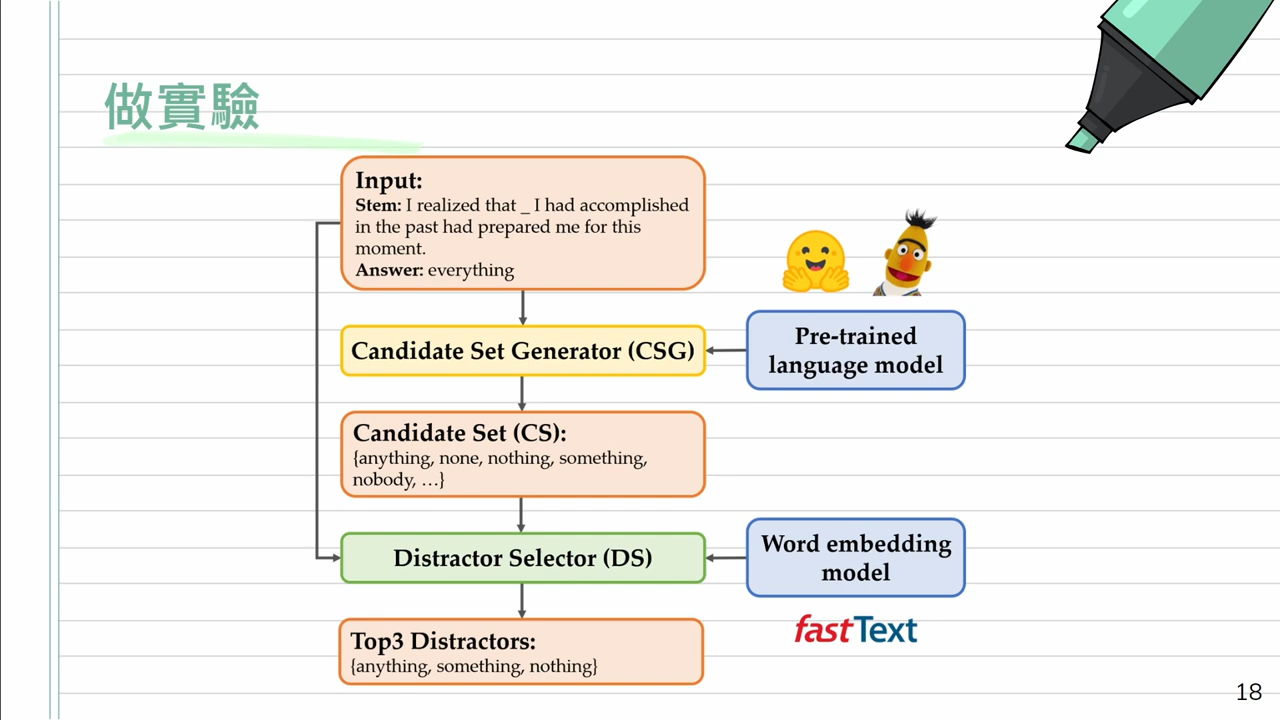 做實驗
Input:
Stem: I realized that _ I had accomplished
in the past had prepared me for this
moment.
Answer: everything
Candidate Set Generator (CSG)
Pre-trained
language model
Candidate Set (CS):
{anything, none, nothing, something,
nobody, …}
Distractor Selector (DS)
Word embedding
model
fastText
Top3 Distractors:
{anything, something, nothing}
18